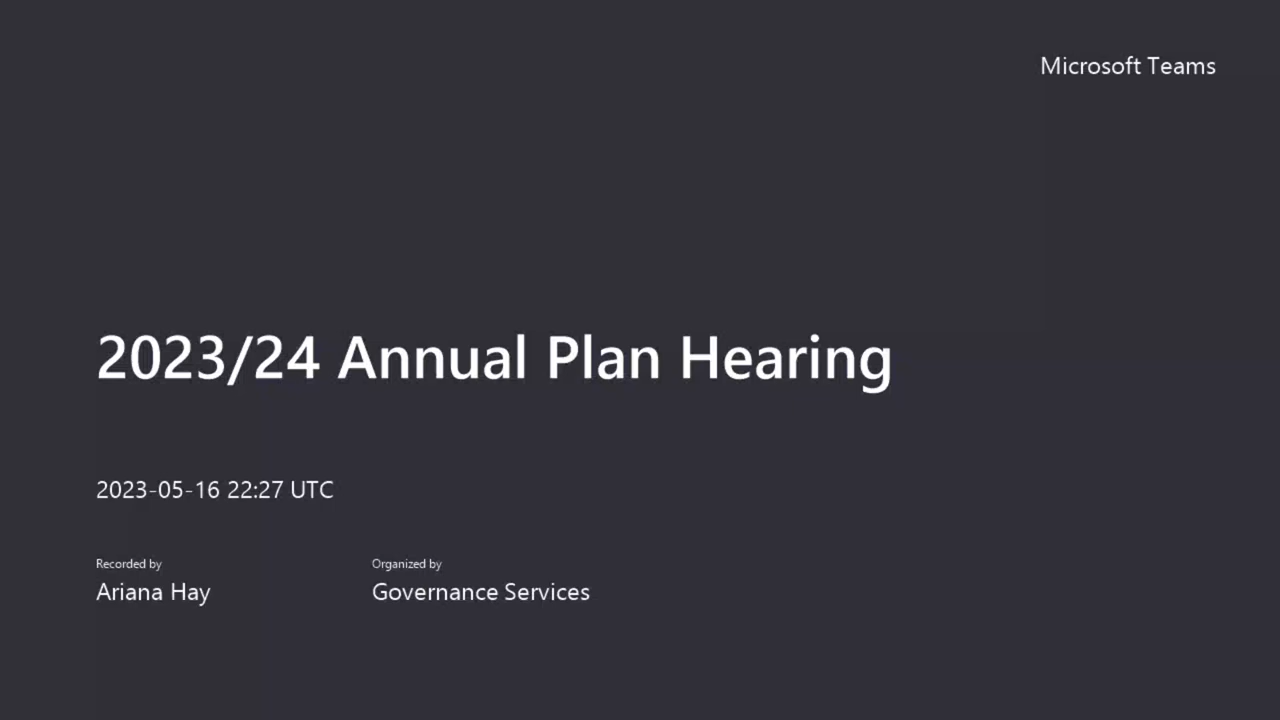 Microsoft Teams
2023/24 Annual Plan Hearing
2023-05-16 22:27 UTC
Recorded by
Ariana Hay
Organized by
Governance Services